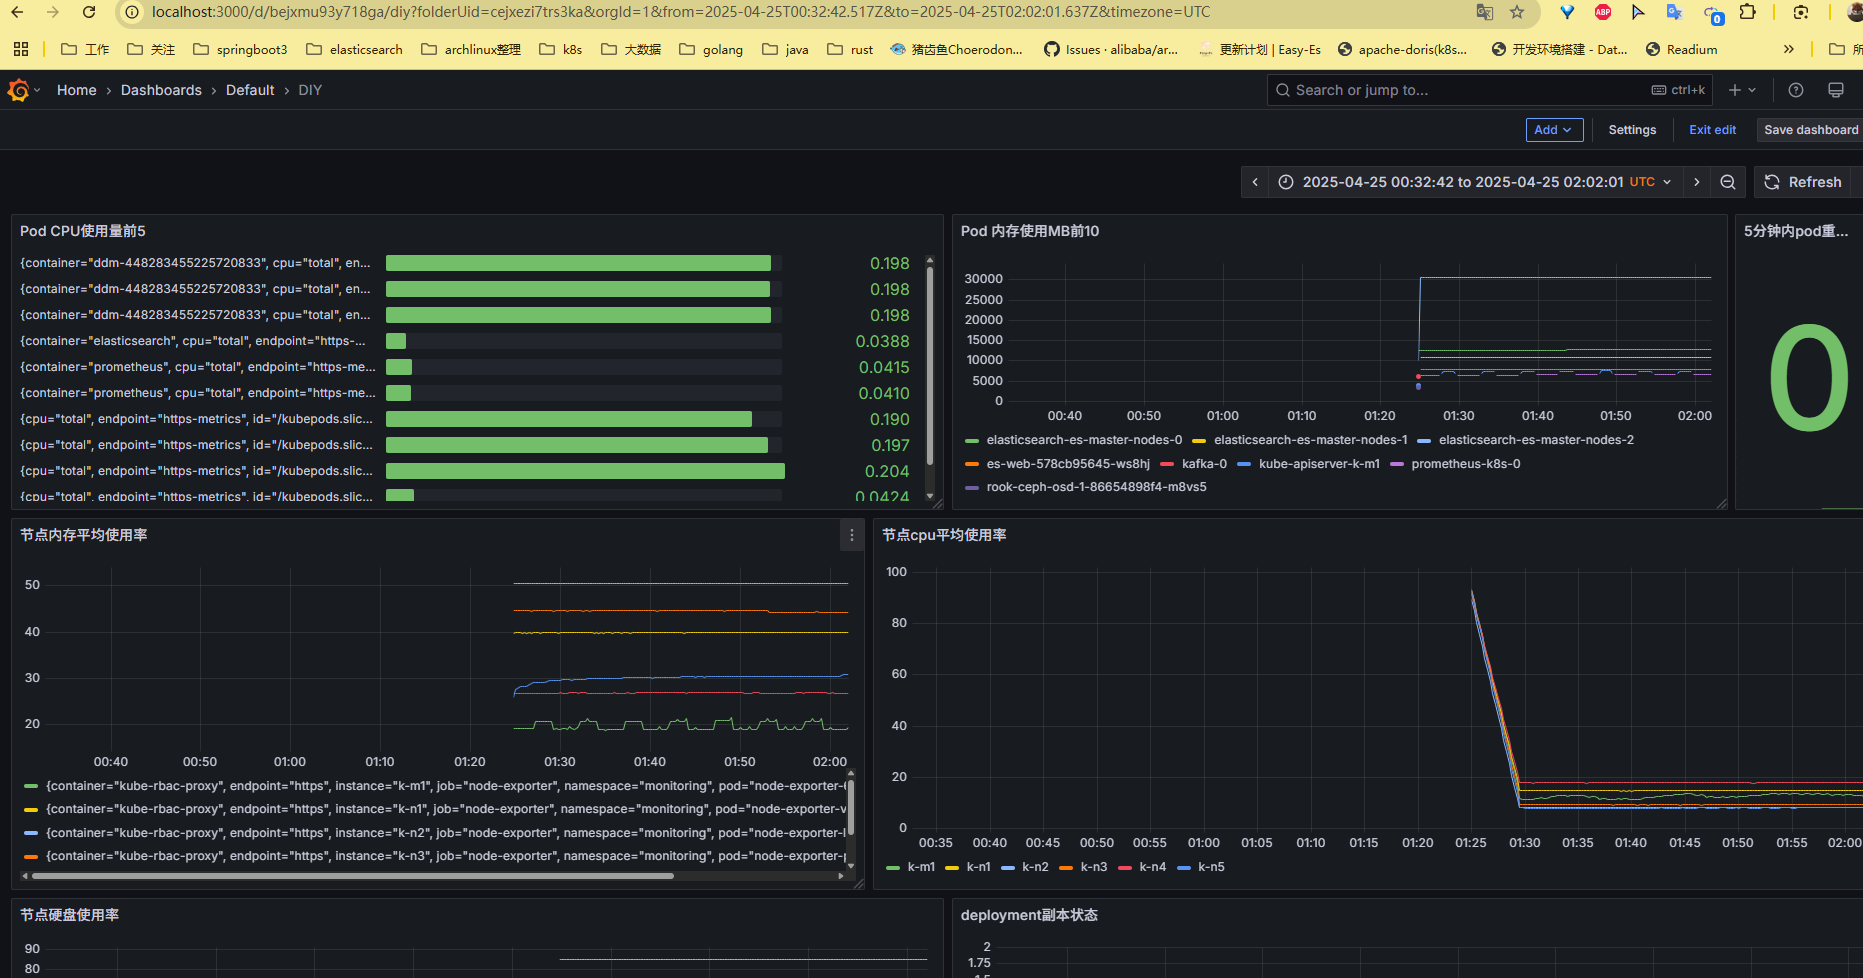 localhost:3000/d/bejxmu93y718ga/diy?folderUid=cejxezi7trs3ka&orgId=1&from=2025-04-25T00:32:42.517Z&to=2025-04-25T02:02:01.637Z&timezone=UTC
ABP
0
工作 关注 springboot3 elasticsearch archlinux整理 k8s 大数据 golang java rust 猪齿鱼Choerodon... Issues · alibaba/ar... 更新计划 | Easy-Es apache-doris(k8s... 开发环境搭建 - Dat... Readium » 所
Home › Dashboards › Default › DIY
Search or jump to... ctrl+k
Add Settings Exit edit Save dashboard
2025-04-25 00:32:42 to 2025-04-25 02:02:01 UTC Refresh
Pod CPU使用量前5
{container="ddm-448283455225720833", cpu="total", en... 0.198
{container="ddm-448283455225720833", cpu="total", en... 0.198
{container="ddm-448283455225720833", cpu="total", en... 0.198
{container="elasticsearch", cpu="total", endpoint="https-... 0.0388
{container="prometheus", cpu="total", endpoint="https-me... 0.0415
{container="prometheus", cpu="total", endpoint="https-me... 0.0410
{cpu="total", endpoint="https-metrics", id="/kubepods.slic... 0.190
{cpu="total", endpoint="https-metrics", id="/kubepods.slic... 0.197
{cpu="total", endpoint="https-metrics", id="/kubepods.slic... 0.204
{cpu="total", endpoint="https-metrics", id="/kubepods.slic... 0.0424
Pod 内存使用MB前10
30000
25000
20000
15000
10000
5000
0
00:40 00:50 01:00 01:10 01:20 01:30 01:40 01:50 02:00
elasticsearch-es-master-nodes-0 elasticsearch-es-master-nodes-1 elasticsearch-es-master-nodes-2
es-web-578cb95645-ws8hj kafka-0 kube-apiserver-k-m1 prometheus-k8s-0
rook-ceph-osd-1-86654898f4-m8vs5
5分钟内pod重...
0
节点内存平均使用率
50
40
30
20
00:40 00:50 01:00 01:10 01:20 01:30 01:40 01:50 02:00
{container="kube-rbac-proxy", endpoint="https", instance="k-m1", job="node-exporter", namespace="monitoring", pod="node-exporter-
{container="kube-rbac-proxy", endpoint="https", instance="k-n1", job="node-exporter", namespace="monitoring", pod="node-exporter-
{container="kube-rbac-proxy", endpoint="https", instance="k-n2", job="node-exporter", namespace="monitoring", pod="node-exporter-
{container="kube-rbac-proxy", endpoint="https", instance="k-n3", job="node-exporter", namespace="monitoring", pod="node-exporter-
节点cpu平均使用率
100
80
60
40
20
0
00:35 00:40 00:45 00:50 00:55 01:00 01:05 01:10 01:15 01:20 01:25 01:30 01:35 01:40 01:45 01:50 01:55 02:00
k-m1 k-n1 k-n2 k-n3 k-n4 k-n5
节点硬盘使用率
90
80
deployment副本状态
2
1.75